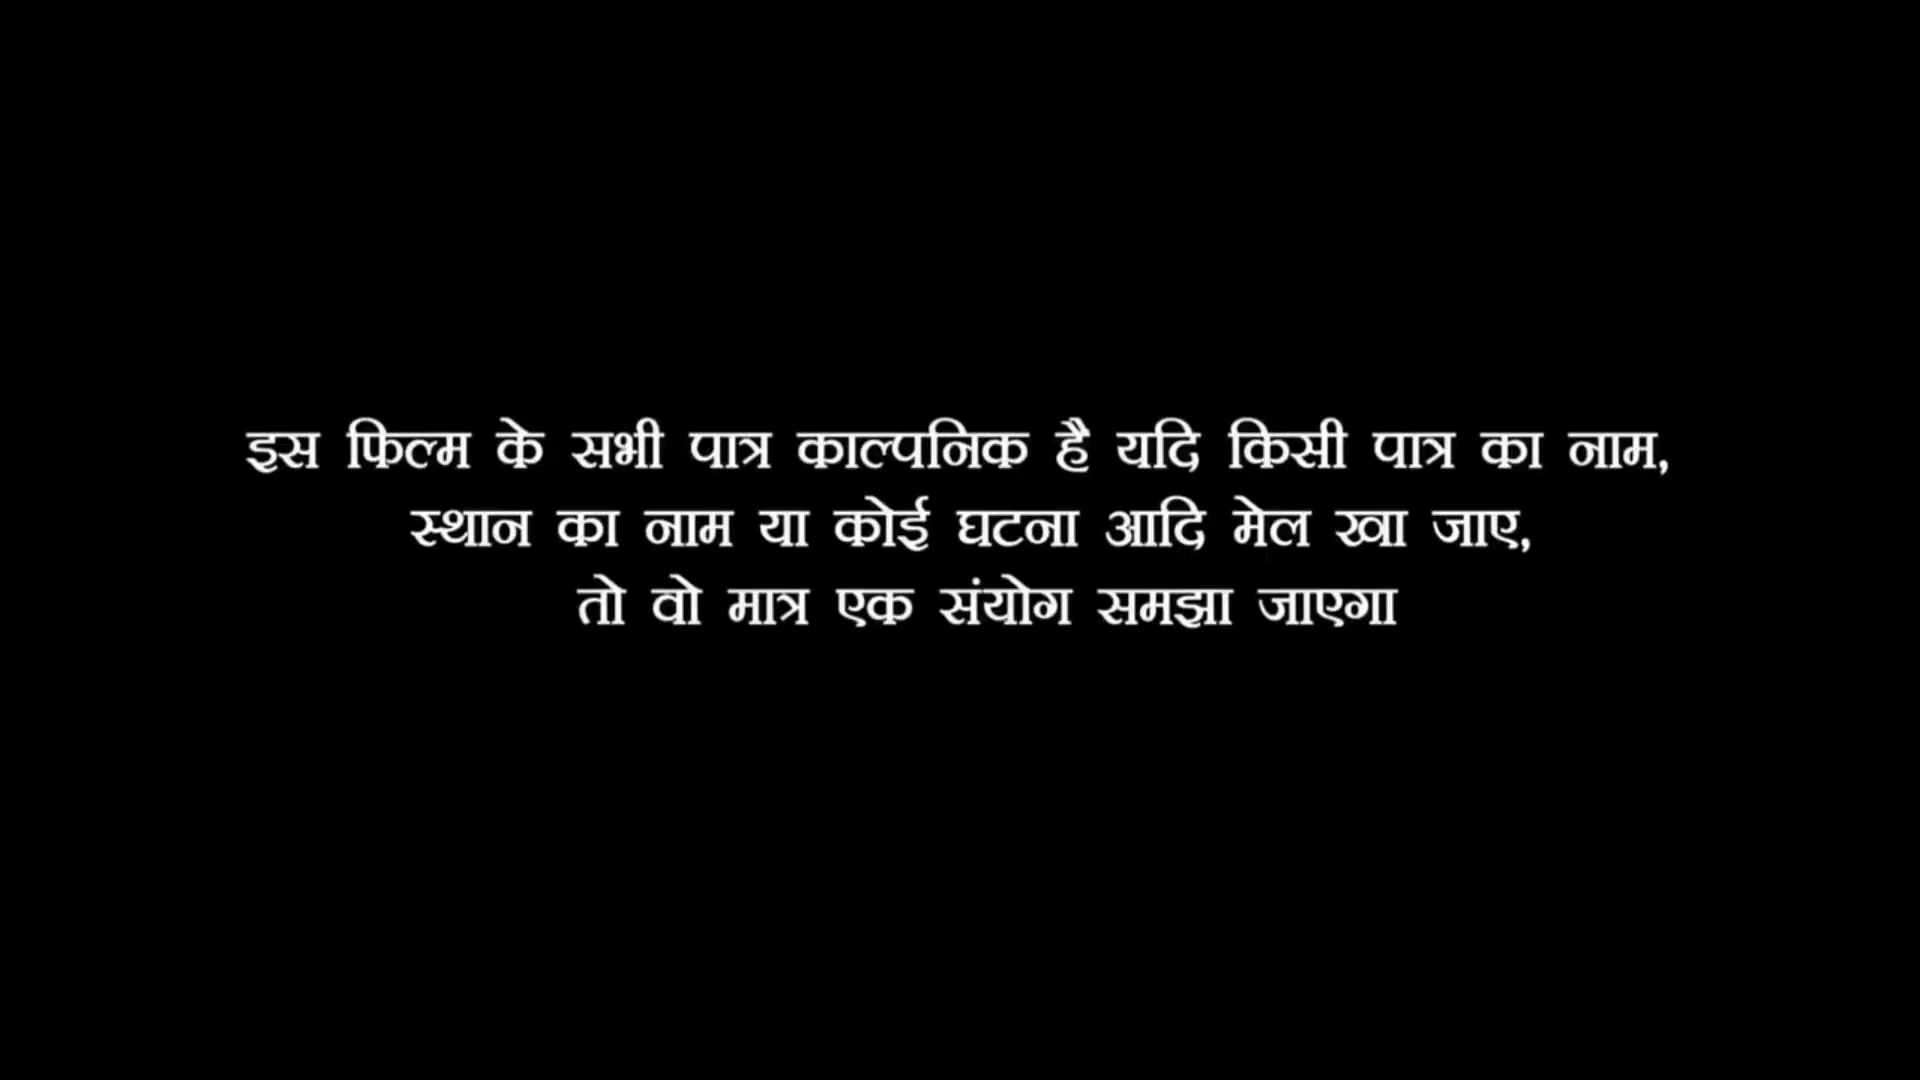 इस फिल्म के सभी पात्र काल्पनिक है यदि किसी पात्र का नाम,
स्थान का नाम या कोई घटना आदि मेल खा जाए,
तो वो मात्र एक संयोग समझा जाएगा